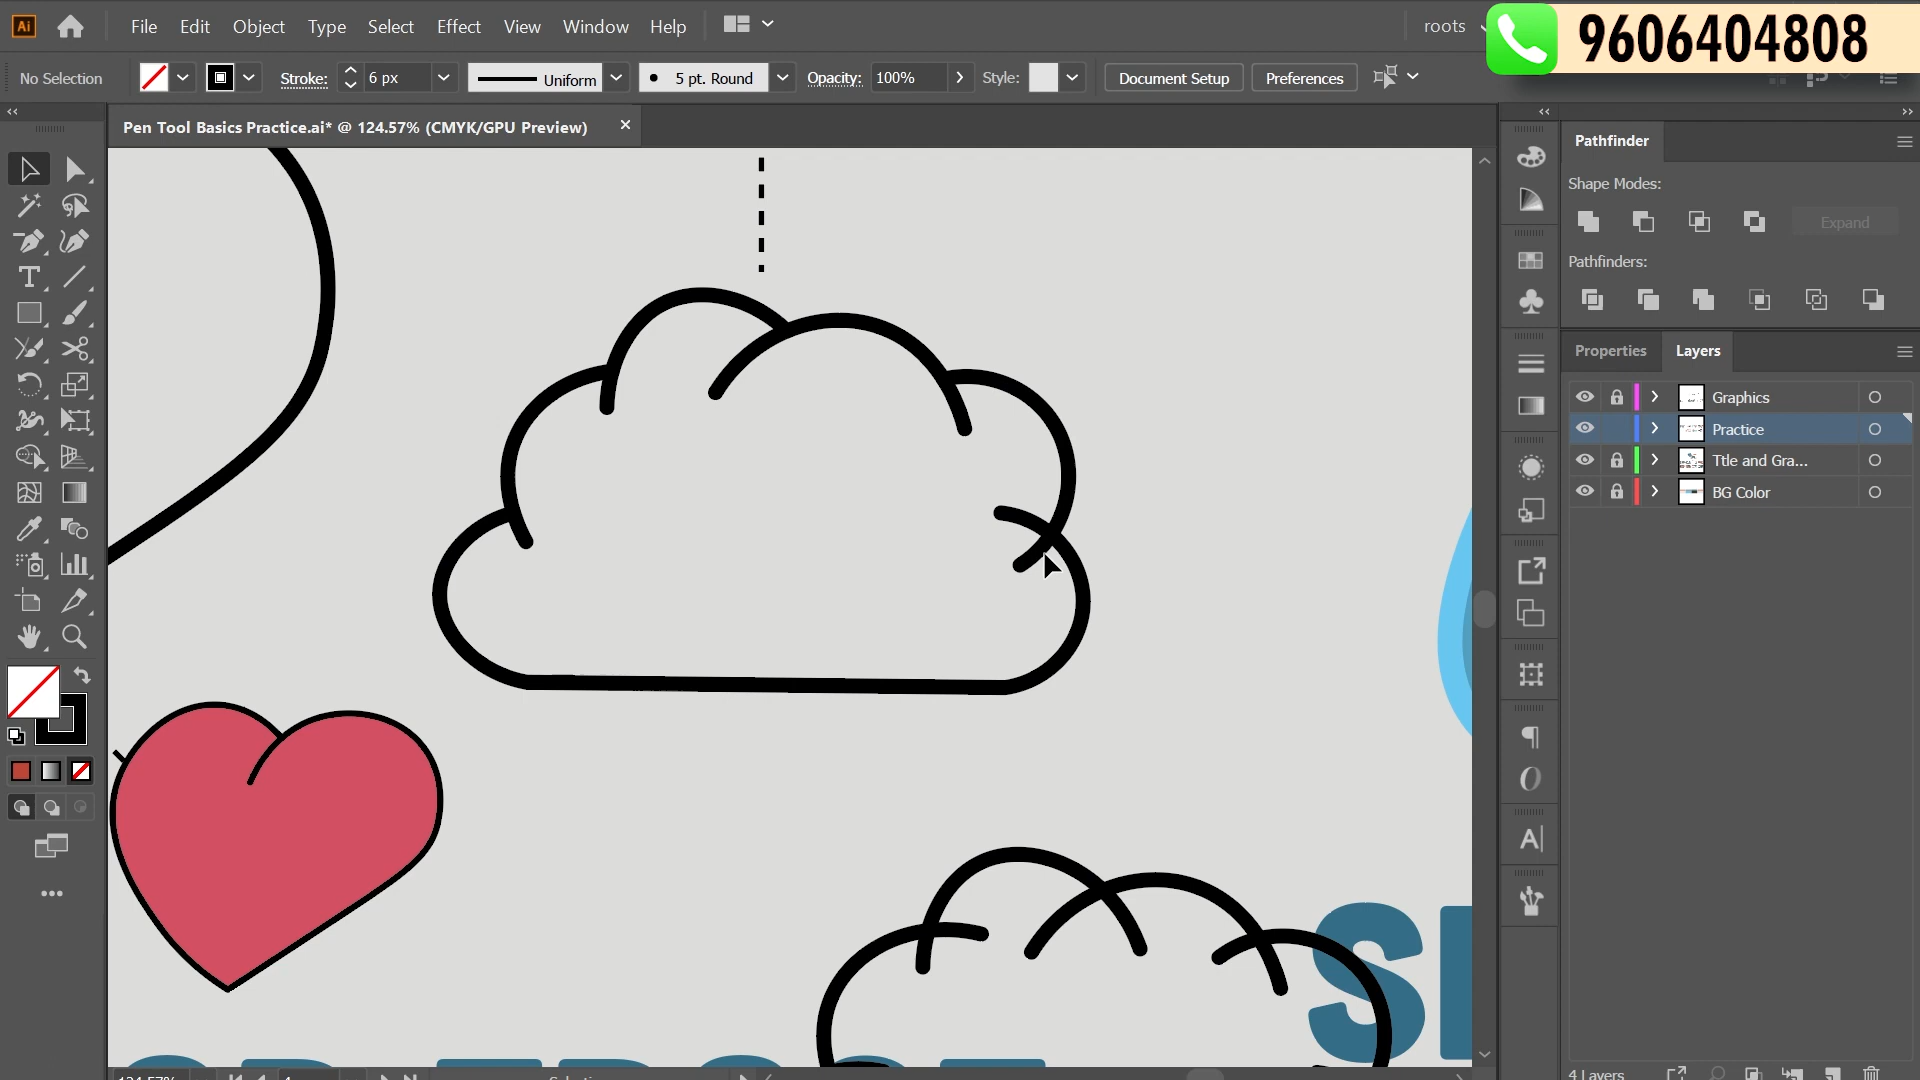 Ai File Edit Object Type Select Effect View Window Help roots 9606404808
No Selection Stroke: 6 px Uniform 5 pt. Round Opacity: 100% Style: Document Setup Preferences
Pen Tool Basics Practice.ai* @ 124.57% (CMYK/GPU Preview)
Pathfinder
Shape Modes:
Expand
Pathfinders:
Properties Layers
Graphics
Practice
Ttle and Gra...
BG Color
4 Layers